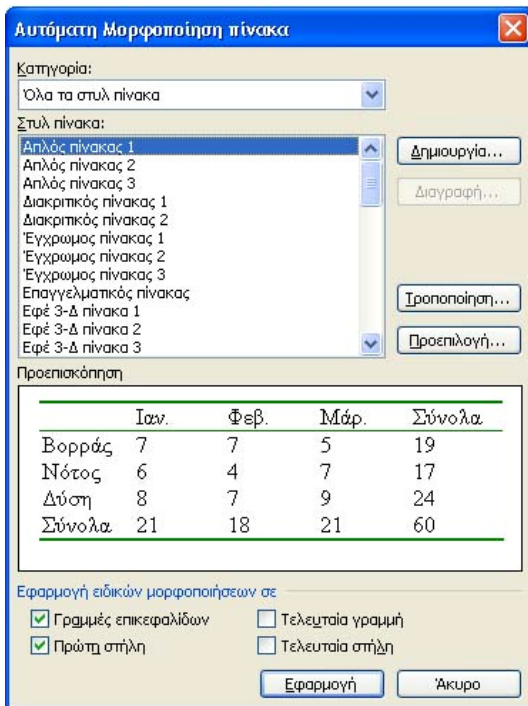 Αυτόματη Μορφοποίηση πίνακα
Κατηγορία:
Όλα τα στυλ πίνακα
Στυλ πίνακα:
Απλός πίνακας 1
Απλός πίνακας 2
Απλός πίνακας 3
Διακριτικός πίνακας 1
Διακριτικός πίνακας 2
Έγχρωμος πίνακας 1
Έγχρωμος πίνακας 2
Έγχρωμος πίνακας 3
Επαγγελματικός πίνακας
Εφέ 3-Δ πίνακα 1
Εφέ 3-Δ πίνακα 2
Εφέ 3-Δ πίνακα 3
Δημιουργία...
Διαγραφή...
Τροποποίηση...
Προεπιλογή...
Προεπισκόπηση
Ιαν. Φεβ. Μάρ. Σύνολα
Βορράς 7 7 5 19
Νότος 6 4 7 17
Δύση 8 7 9 24
Σύνολα 21 18 21 60
Εφαρμογή ειδικών μορφοποιήσεων σε
Γραμμές επικεφαλίδων Τελευταία γραμμή
Πρώτη στήλη Τελευταία στήλη
Εφαρμογή Άκυρο